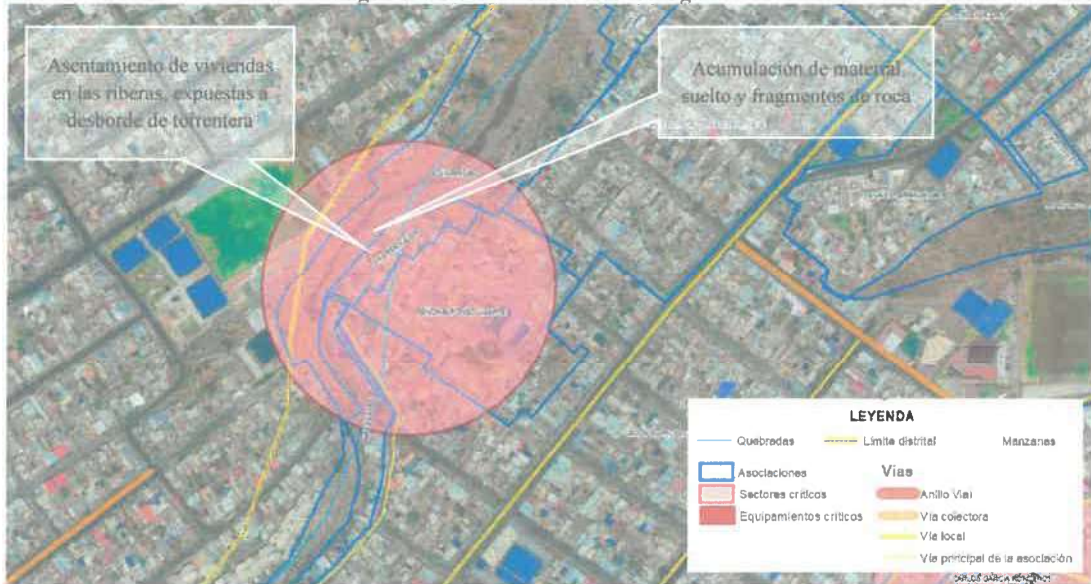 Asentamiento de viviendas
en las riberas, expuestas a
desborde de torrentera
Acumulación de material
suelto y fragmentos de roca
LEYENDA
Quebradas
Límite distrital
Manzanas
Asociaciones
Vías
Sectores críticos
Anillo Vial
Equipamientos críticos
Vía colectora
Vía local
Vía principal de la asociación